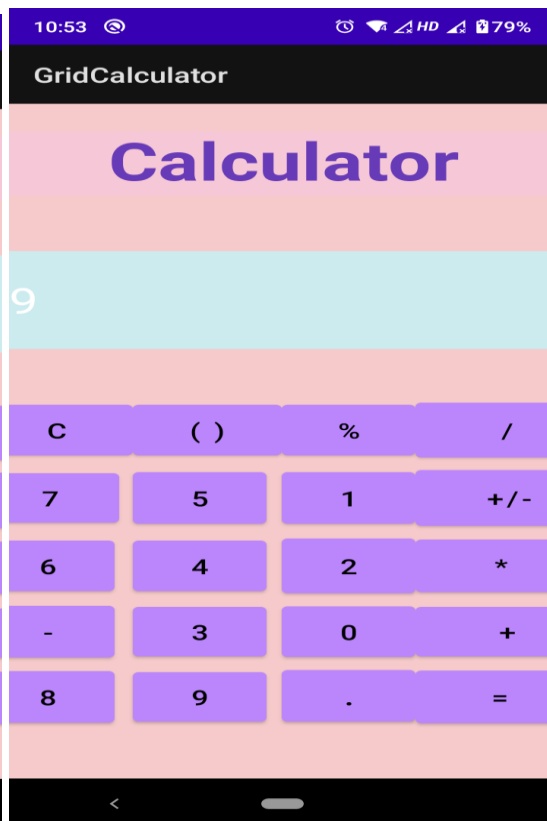 10:53 HD 79%
GridCalculator
Calculator
9
C ( ) % /
7 5 1 +/-
6 4 2 *
- 3 0 +
8 9 . =